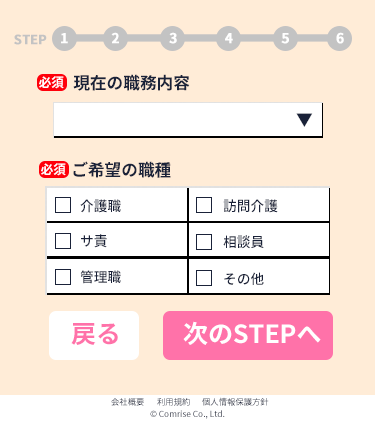 STEP 1 2 3 4 5 6
必須 現在の職務内容
▼
必須 ご希望の職種
介護職 訪問介護
サ責 相談員
管理職 その他
戻る 次のSTEPへ
会社概要 利用規約 個人情報保護方針
© Comrise Co., Ltd.